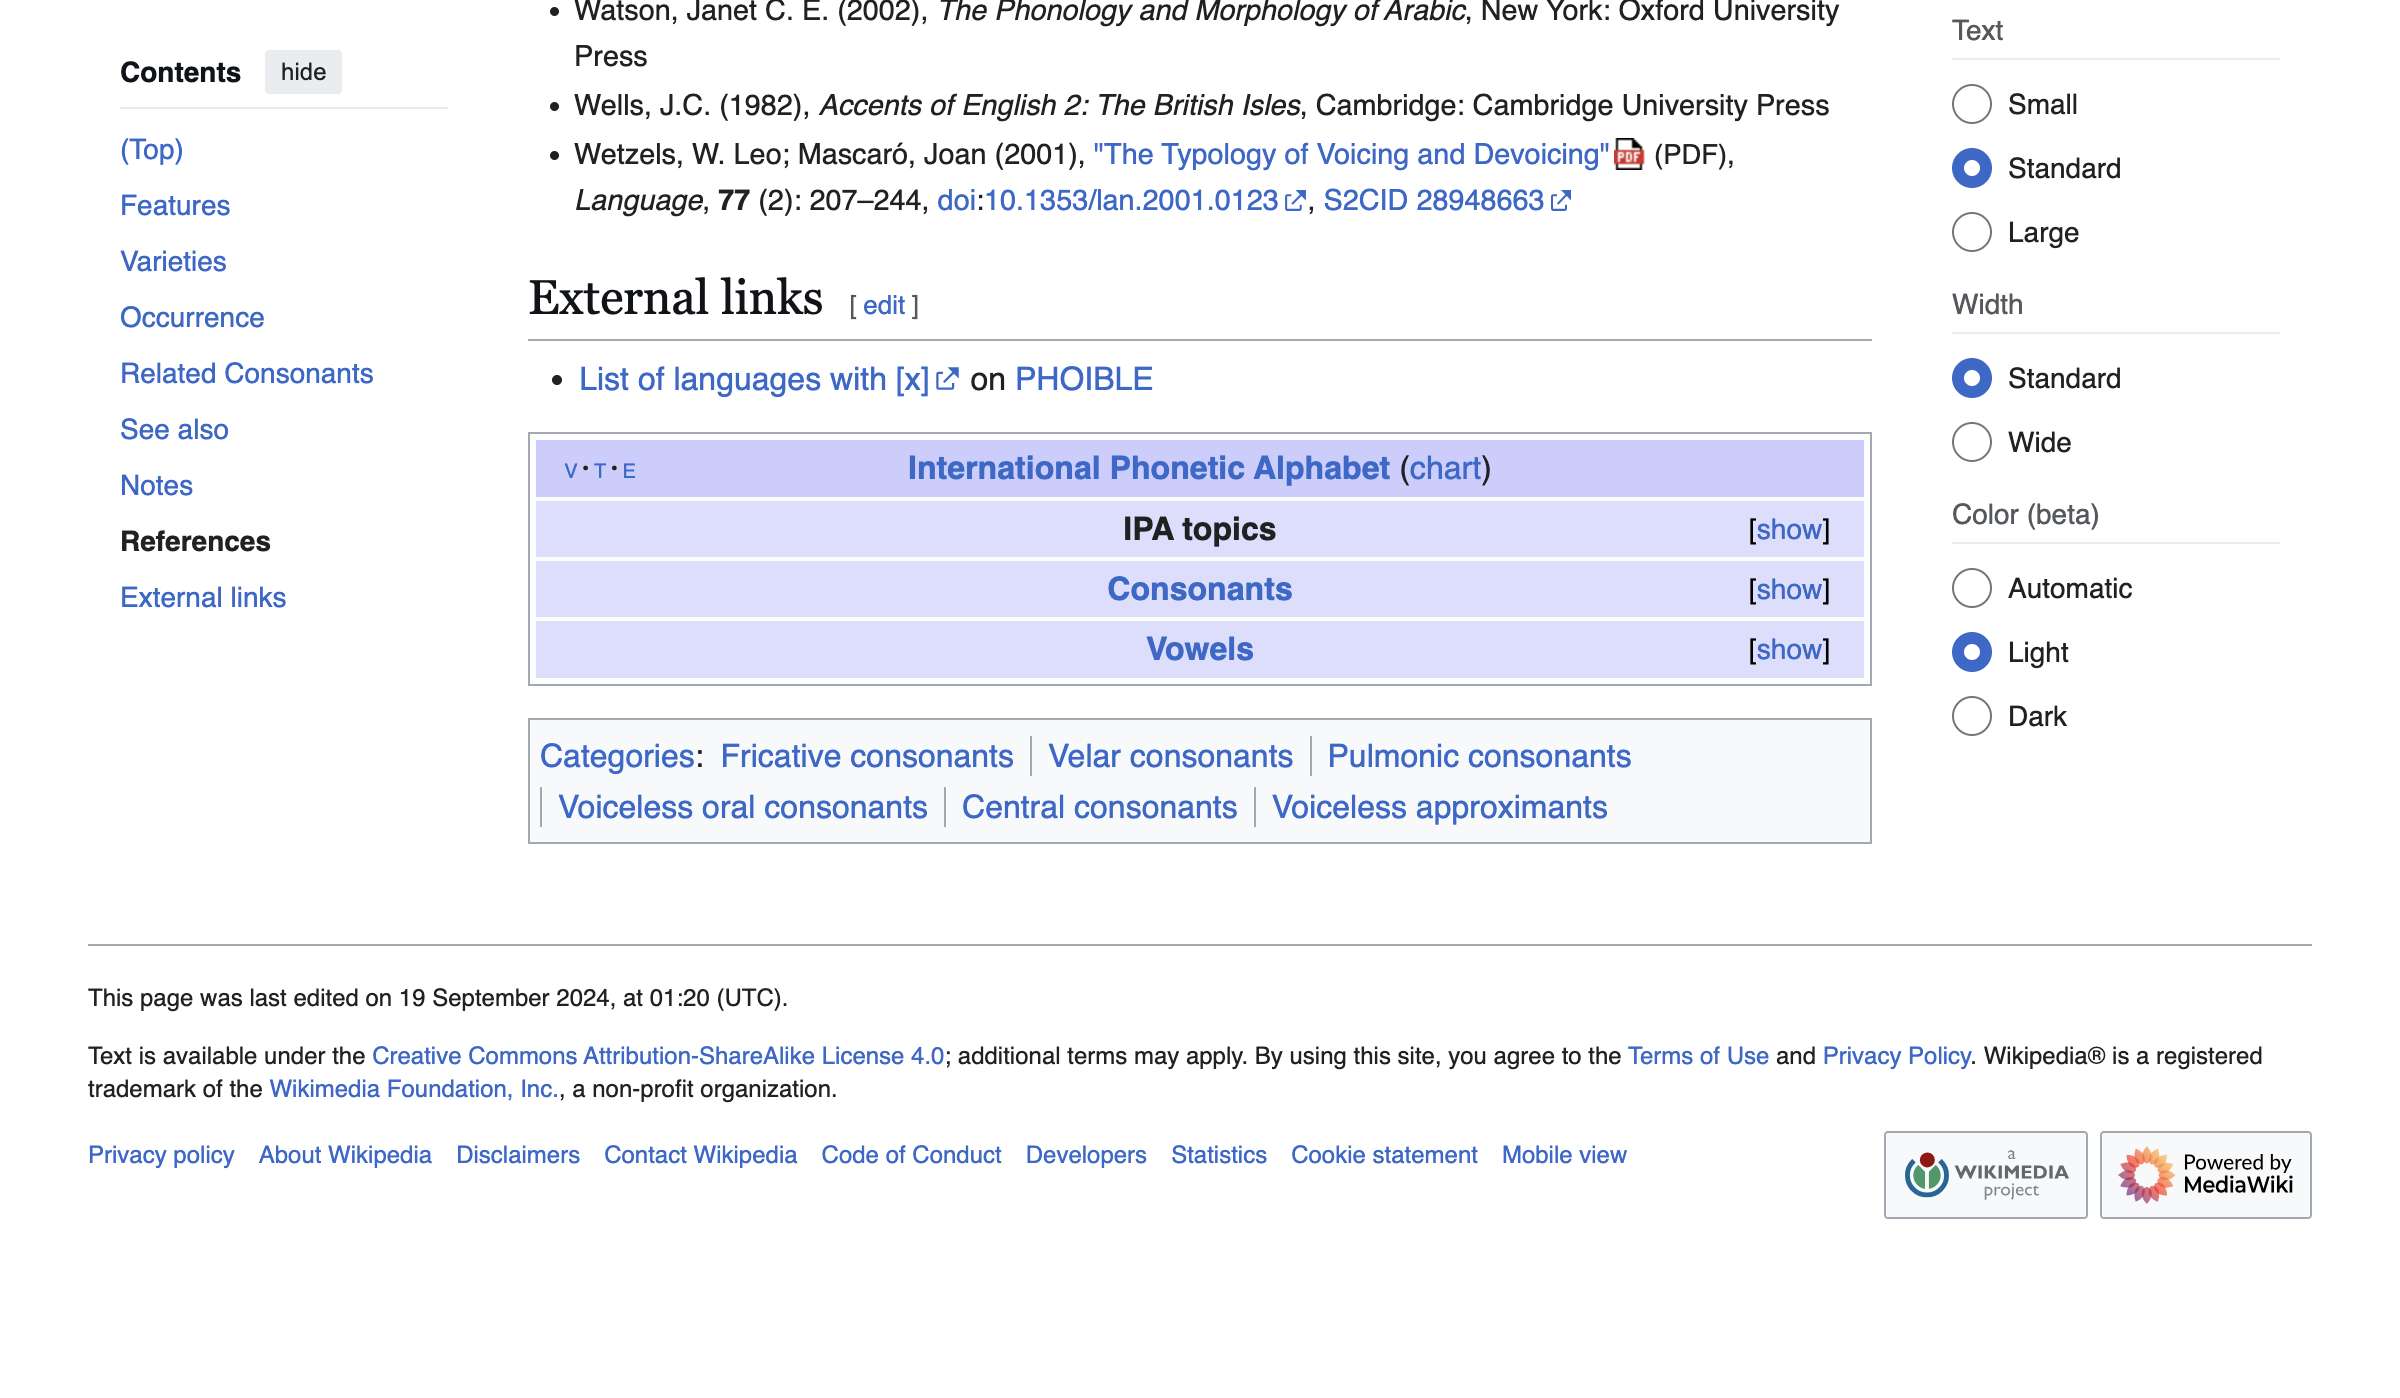 Contents hide
(Top)
Features
Varieties
Occurrence
Related Consonants
See also
Notes
References
External links
• Watson, Janet C. E. (2002), The Phonology and Morphology of Arabic, New York: Oxford University
Press
• Wells, J.C. (1982), Accents of English 2: The British Isles, Cambridge: Cambridge University Press
• Wetzels, W. Leo; Mascaró, Joan (2001), "The Typology of Voicing and Devoicing" PDF (PDF),
Language, 77 (2): 207–244, doi:10.1353/lan.2001.0123, S2CID 28948663
External links [ edit ]
• List of languages with [x] on PHOIBLE
V · T · E International Phonetic Alphabet (chart)
IPA topics [show]
Consonants [show]
Vowels [show]
Categories: Fricative consonants | Velar consonants | Pulmonic consonants
| Voiceless oral consonants | Central consonants | Voiceless approximants
Text
Small
Standard
Large
Width
Standard
Wide
Color (beta)
Automatic
Light
Dark
This page was last edited on 19 September 2024, at 01:20 (UTC).
Text is available under the Creative Commons Attribution-ShareAlike License 4.0; additional terms may apply. By using this site, you agree to the Terms of Use and Privacy Policy. Wikipedia® is a registered
trademark of the Wikimedia Foundation, Inc., a non-profit organization.
Privacy policy About Wikipedia Disclaimers Contact Wikipedia Code of Conduct Developers Statistics Cookie statement Mobile view
a
WIKIMEDIA
project
Powered by
MediaWiki